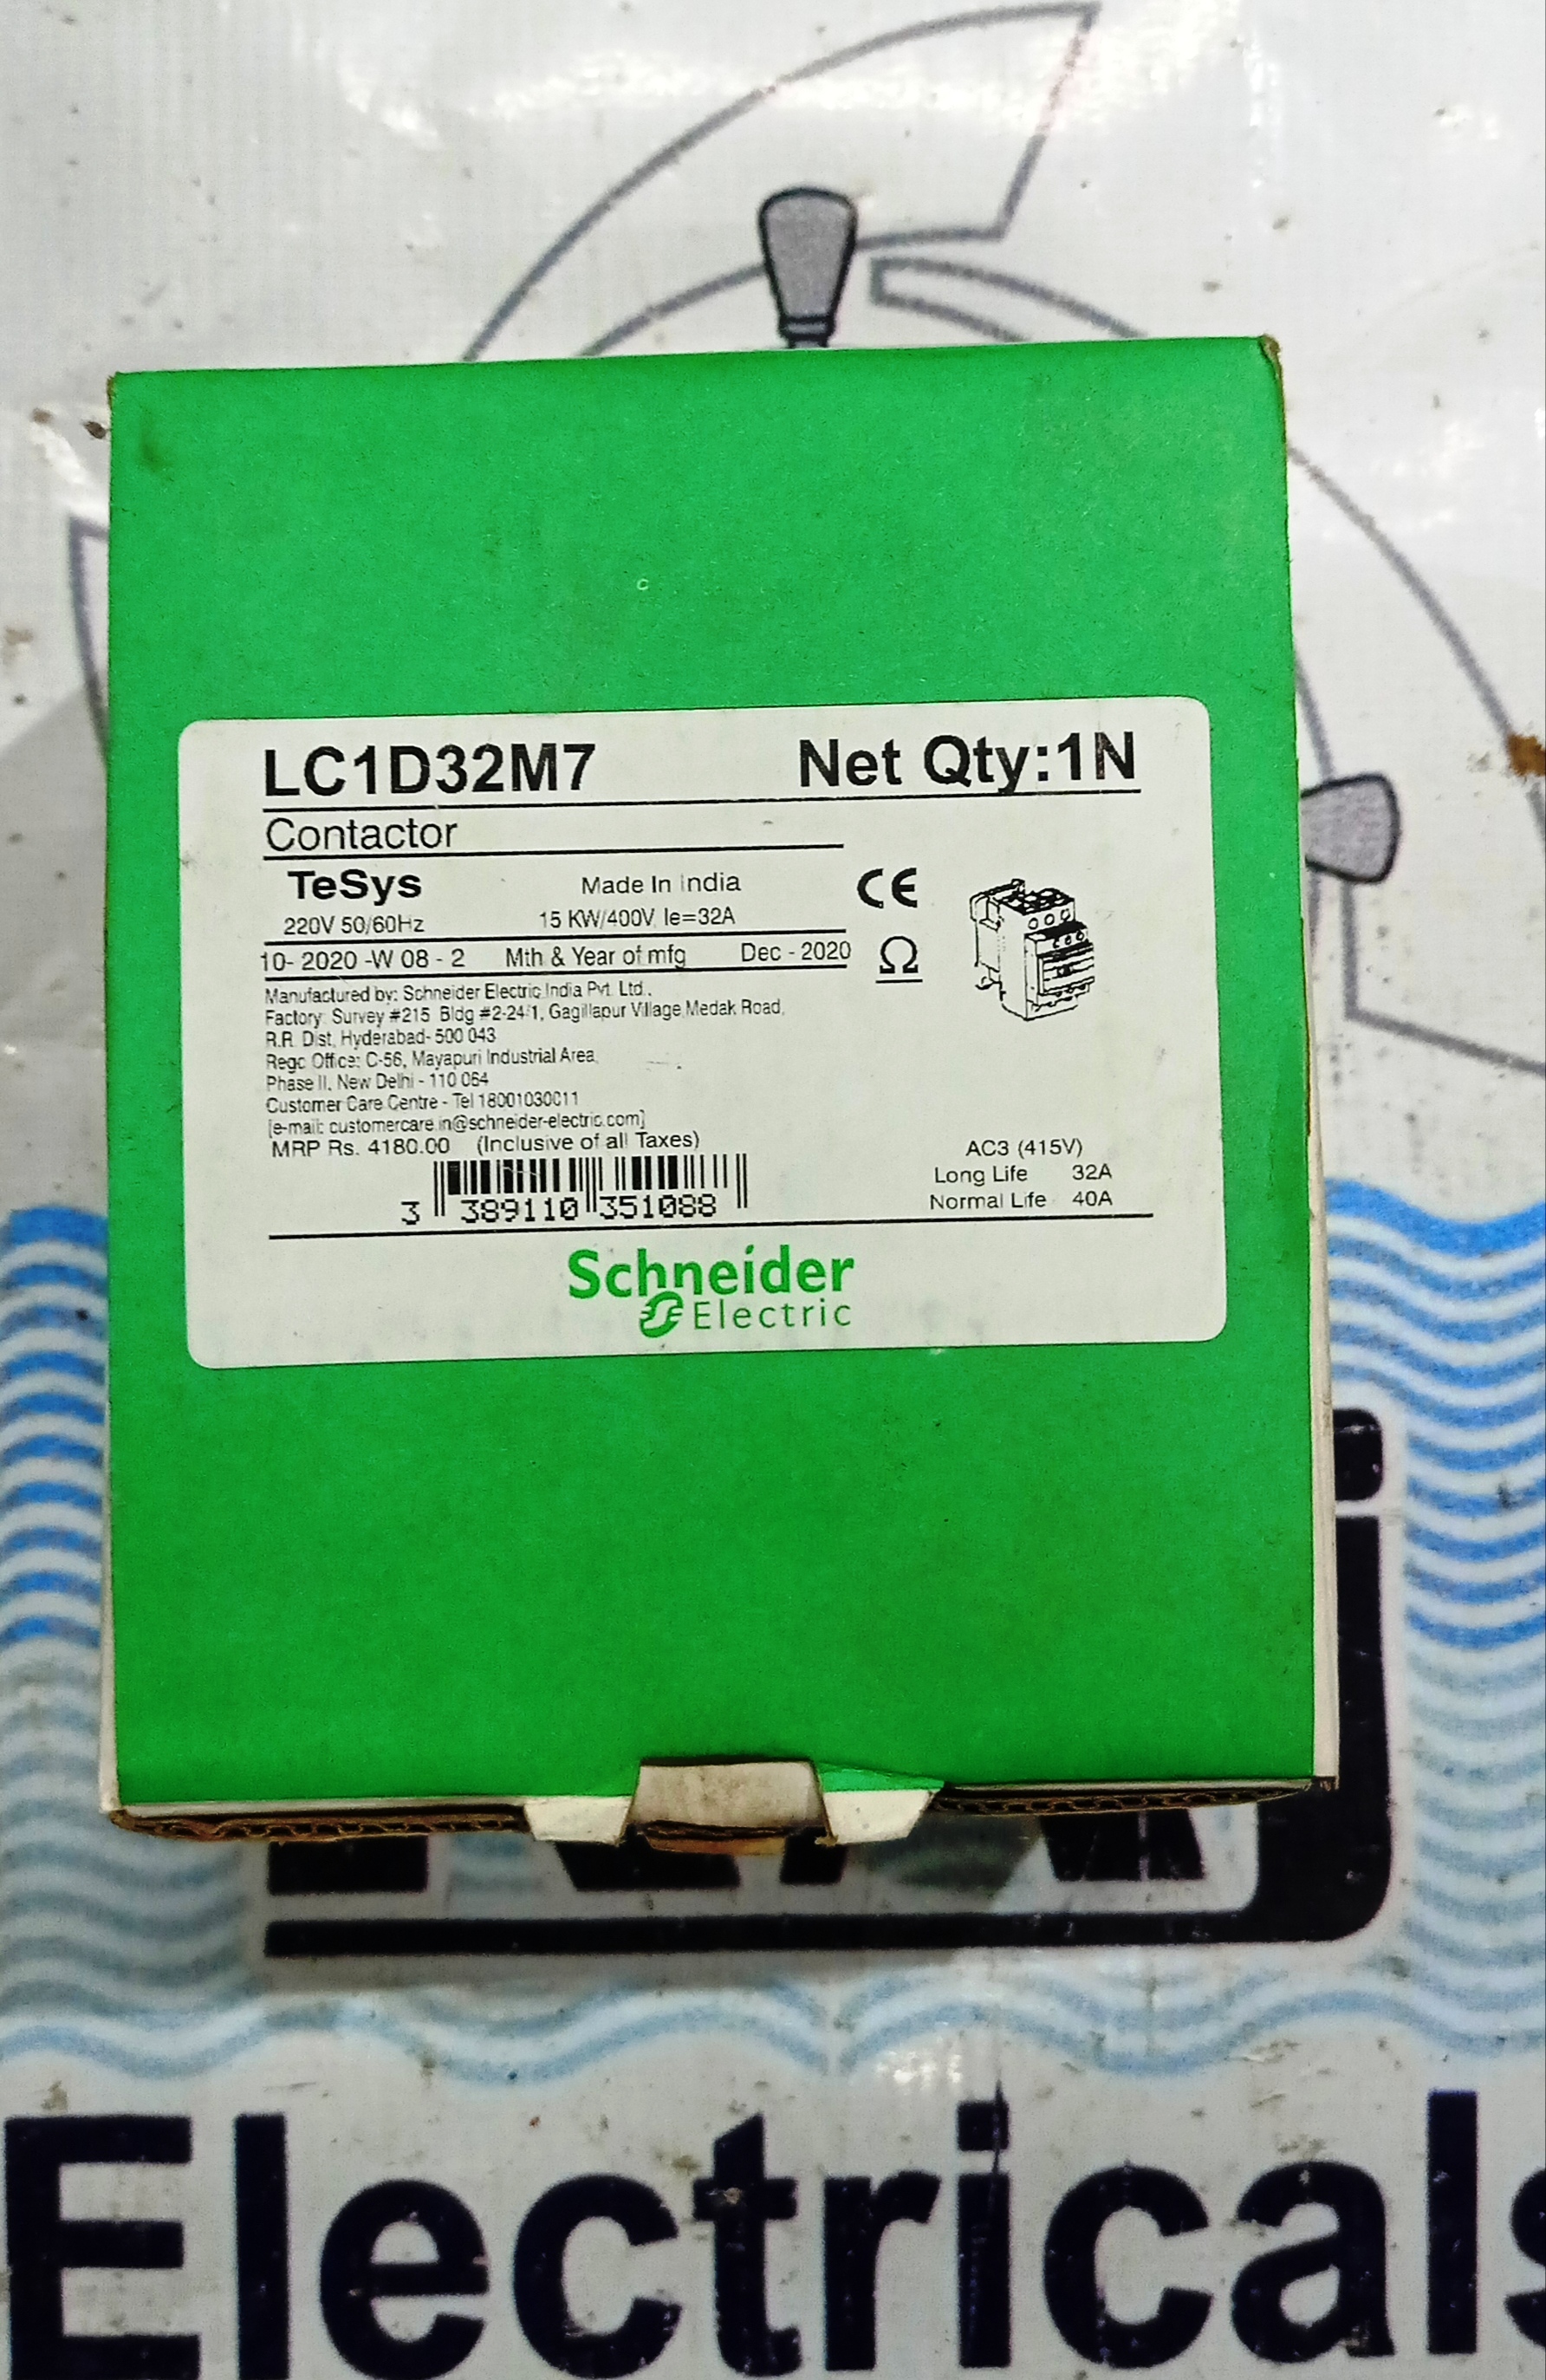 LC1D32M7 Net Qty:1N
Contactor
TeSys Made In India CE
220V 50/60Hz 15 KW/400V Ie=32A
10- 2020 -W 08 - 2 Mth & Year of mfg Dec - 2020
Manufactured by: Schneider Electric India Pvt. Ltd.,
Factory: Survey #215 Bldg #2-24/1, Gagillapur Village,Medak Road,
R.R. Dist, Hyderabad- 500 043
Regd Office: C-56, Mayapuri Industrial Area,
Phase II, New Delhi - 110 064
Customer Care Centre - Tel 18001030011
[e-mail: customercare.in@schneider-electric.com]
MRP Rs. 4180.00 (Inclusive of all Taxes)
AC3 (415V)
Long Life 32A
Normal Life 40A
3 389110 351088
Schneider
Electric
Electricals